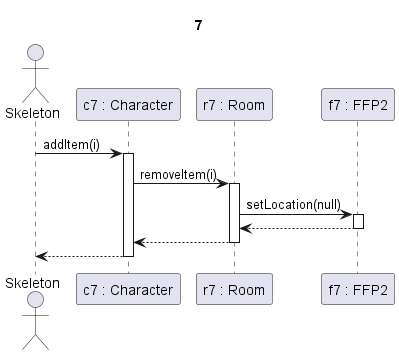 7
Skeleton
c7 : Character
r7 : Room
f7 : FFP2
addItem(i)
removeItem(i)
setLocation(null)
Skeleton
c7 : Character
r7 : Room
f7 : FFP2